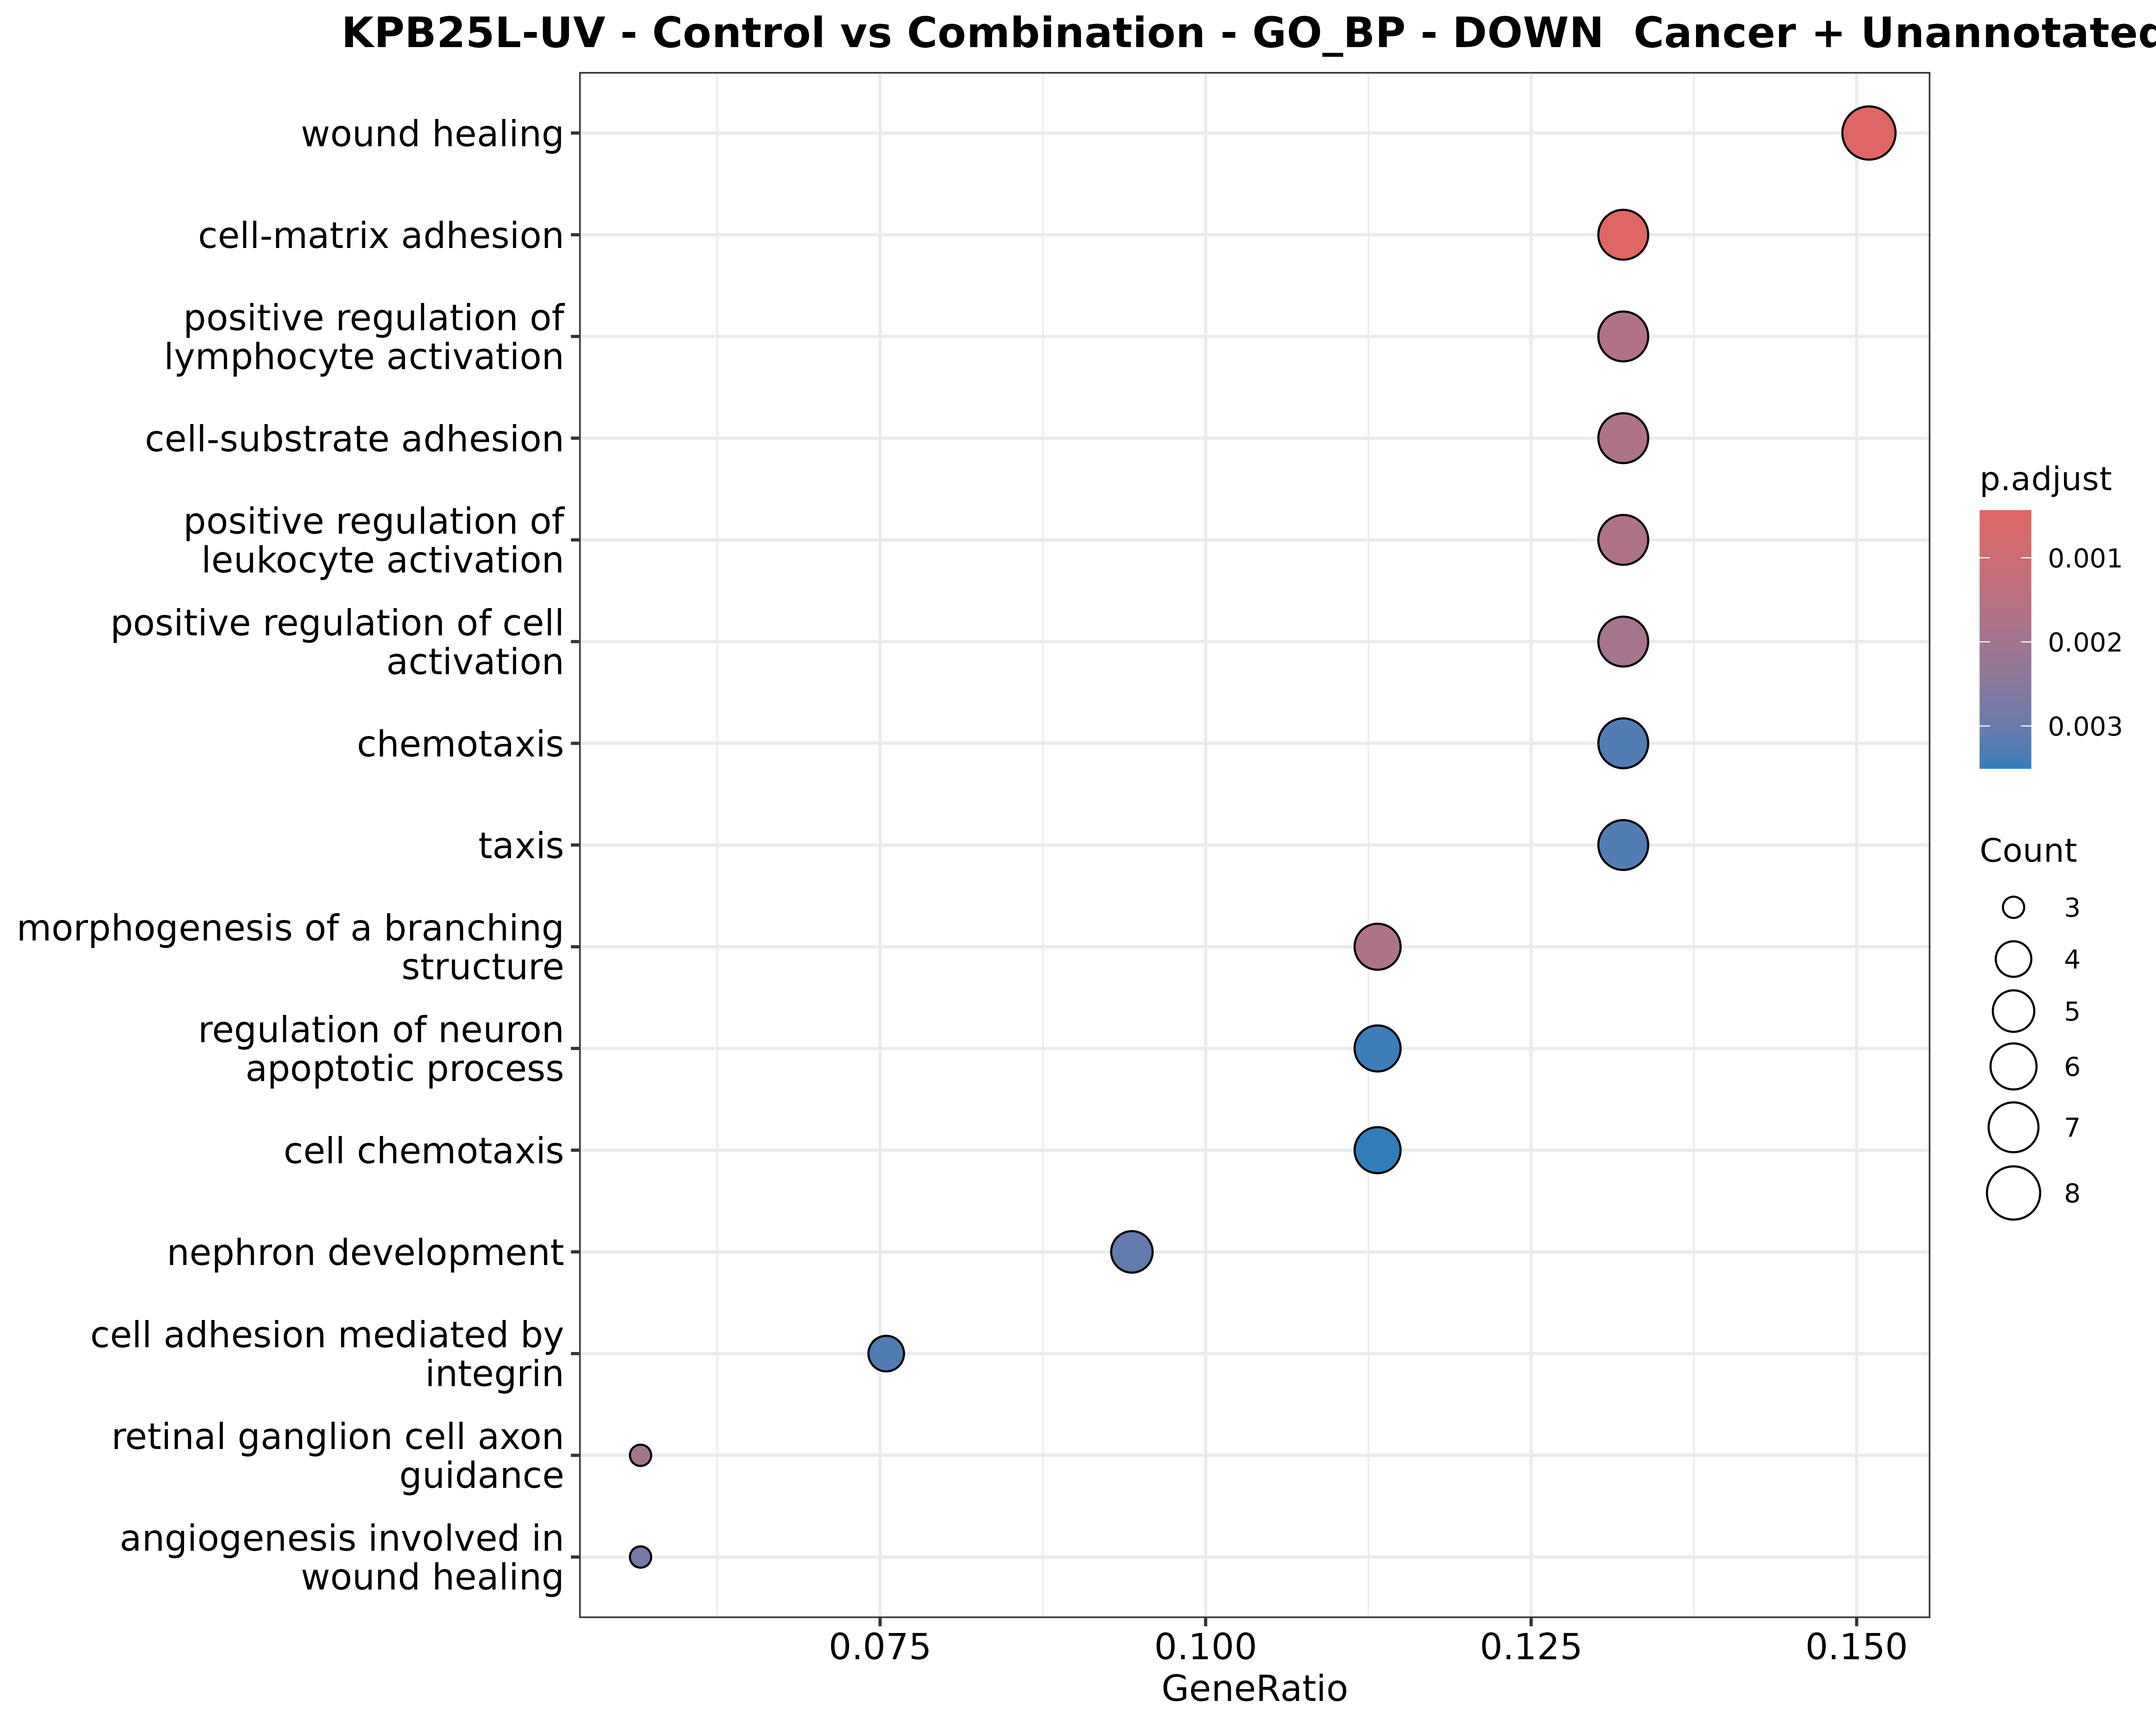 KPB25L-UV - Control vs Combination - GO_BP - DOWN  Cancer + Unannotated
wound healing
cell-matrix adhesion
positive regulation of
lymphocyte activation
cell-substrate adhesion
positive regulation of
leukocyte activation
positive regulation of cell
activation
chemotaxis
taxis
morphogenesis of a branching
structure
regulation of neuron
apoptotic process
cell chemotaxis
nephron development
cell adhesion mediated by
integrin
retinal ganglion cell axon
guidance
angiogenesis involved in
wound healing
0.075
0.100
0.125
0.150
GeneRatio
p.adjust
0.001
0.002
0.003
Count
3
4
5
6
7
8